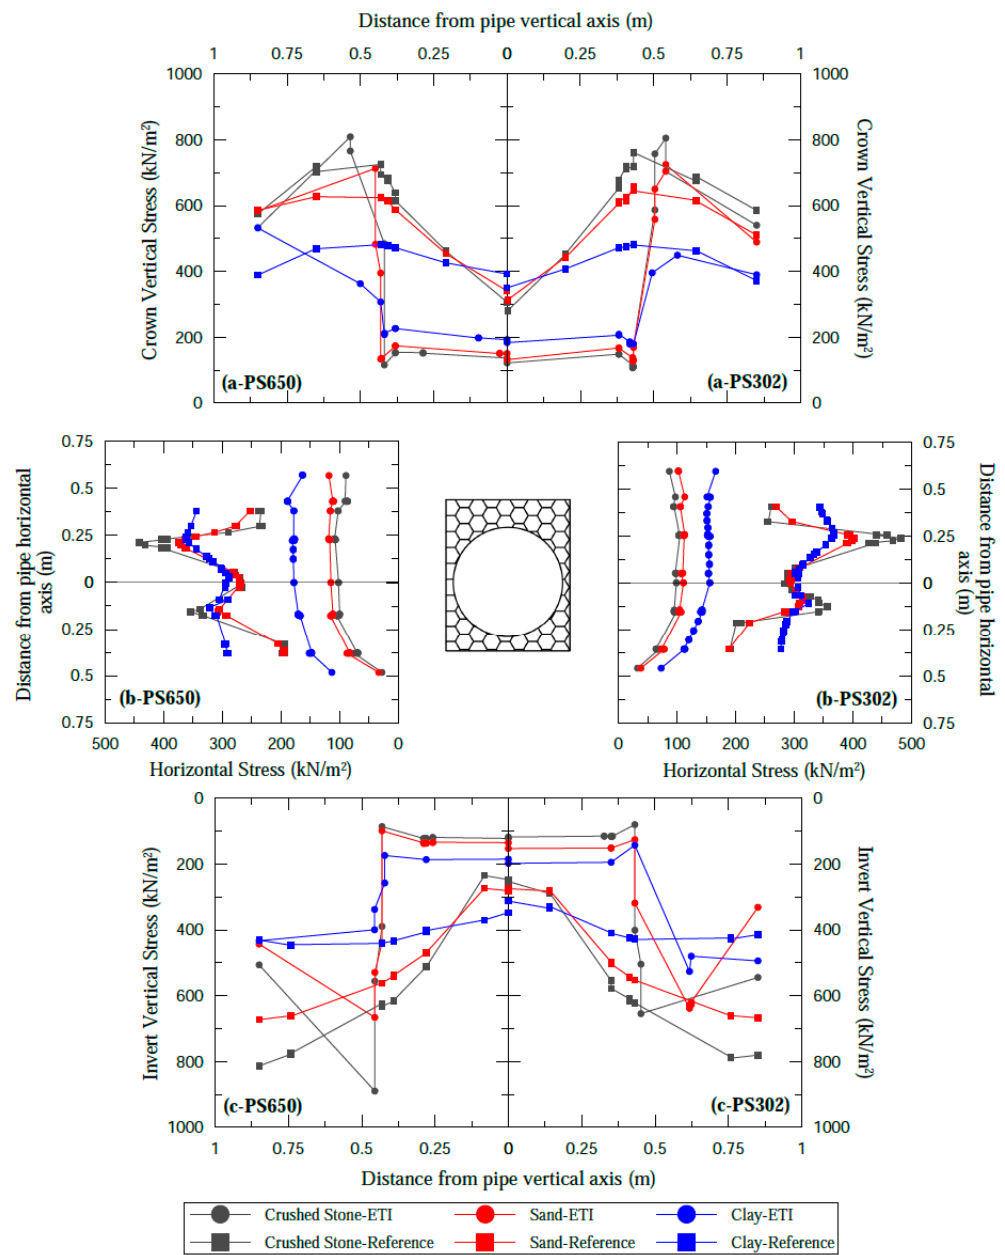 Distance from pipe vertical axis (m)
1 0.75 0.5 0.25 0 0.25 0.5 0.75 1
1000 1000
800 800
600 600
400 400
200 200
0 0
Crown Vertical Stress (kN/m²)
Crown Vertical Stress (kN/m²)
(a-PS650) (a-PS302)
0.75 0.75
0.5 0.5
0.25 0.25
0 0
0.25 0.25
0.5 0.5
0.75 0.75
Distance from pipe horizontal
axis (m)
Distance from pipe horizontal
axis (m)
(b-PS650) (b-PS302)
500 400 300 200 100 0 0 100 200 300 400 500
Horizontal Stress (kN/m²) Horizontal Stress (kN/m²)
0 0
200 200
400 400
600 600
800 800
1000 1000
Invert Vertical Stress (kN/m²)
Invert Vertical Stress (kN/m²)
(c-PS650) (c-PS302)
1 0.75 0.5 0.25 0 0.25 0.5 0.75 1
Distance from pipe vertical axis (m)
Crushed Stone-ETI Sand-ETI Clay-ETI
Crushed Stone-Reference Sand-Reference Clay-Reference